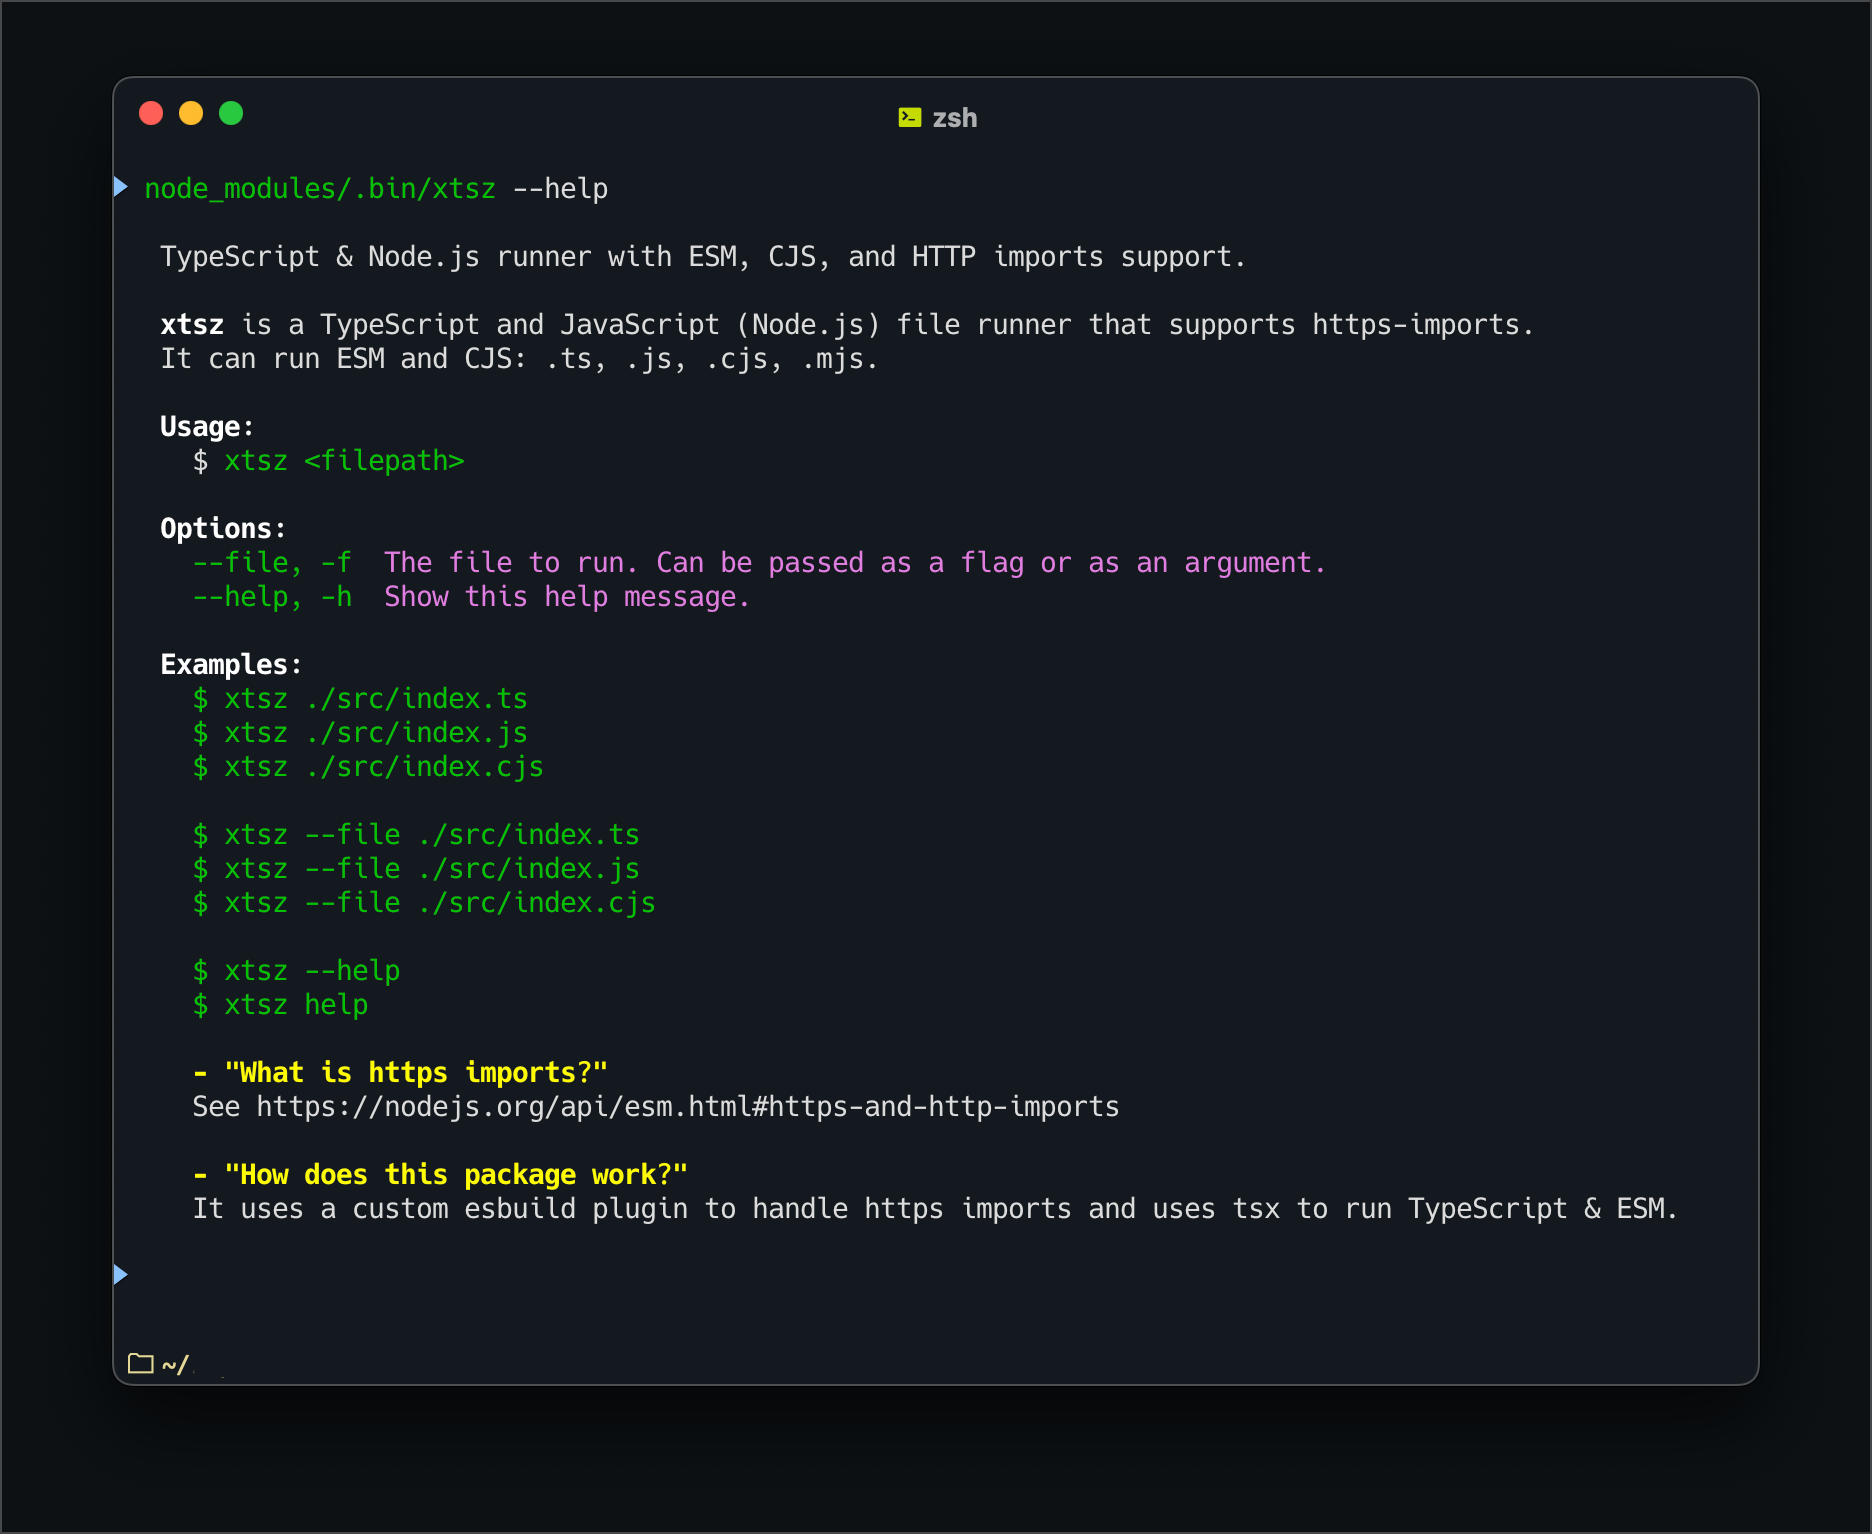 zsh
node_modules/.bin/xtsz --help
TypeScript & Node.js runner with ESM, CJS, and HTTP imports support.
xtsz is a TypeScript and JavaScript (Node.js) file runner that supports https-imports.
It can run ESM and CJS: .ts, .js, .cjs, .mjs.
Usage:
$ xtsz <filepath>
Options:
--file, -f  The file to run. Can be passed as a flag or as an argument.
--help, -h  Show this help message.
Examples:
$ xtsz ./src/index.ts
$ xtsz ./src/index.js
$ xtsz ./src/index.cjs
$ xtsz --file ./src/index.ts
$ xtsz --file ./src/index.js
$ xtsz --file ./src/index.cjs
$ xtsz --help
$ xtsz help
- "What is https imports?"
See https://nodejs.org/api/esm.html#https-and-http-imports
- "How does this package work?"
It uses a custom esbuild plugin to handle https imports and uses tsx to run TypeScript & ESM.
~/